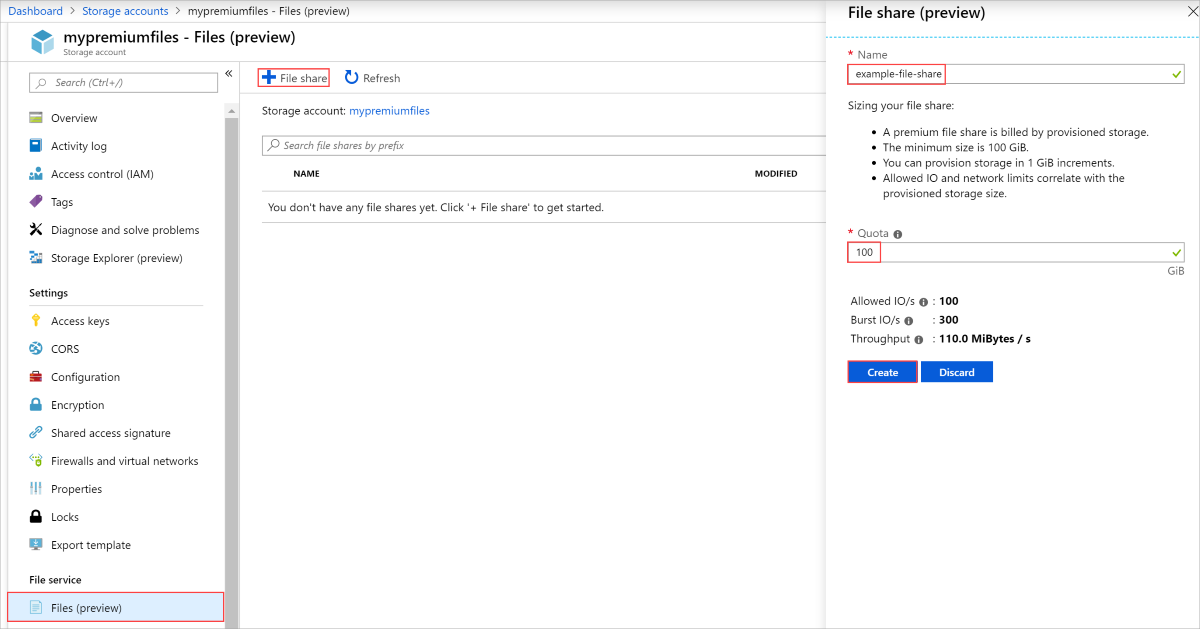 Dashboard > Storage accounts > mypremiumfiles - Files (preview)
mypremiumfiles - Files (preview)
Storage account
Search (Ctrl+/)
«
Overview
Activity log
Access control (IAM)
Tags
Diagnose and solve problems
Storage Explorer (preview)
Settings
Access keys
CORS
Configuration
Encryption
Shared access signature
Firewalls and virtual networks
Properties
Locks
Export template
File service
Files (preview)
File share Refresh
Storage account: mypremiumfiles
Search file shares by prefix
NAME MODIFIED
You don't have any file shares yet. Click '+ File share' to get started.
File share (preview)
* Name
example-file-share
Sizing your file share:
• A premium file share is billed by provisioned storage.
• The minimum size is 100 GiB.
• You can provision storage in 1 GiB increments.
• Allowed IO and network limits correlate with the
provisioned storage size.
* Quota
100
GiB
Allowed IO/s : 100
Burst IO/s : 300
Throughput : 110.0 MiBytes / s
Create Discard